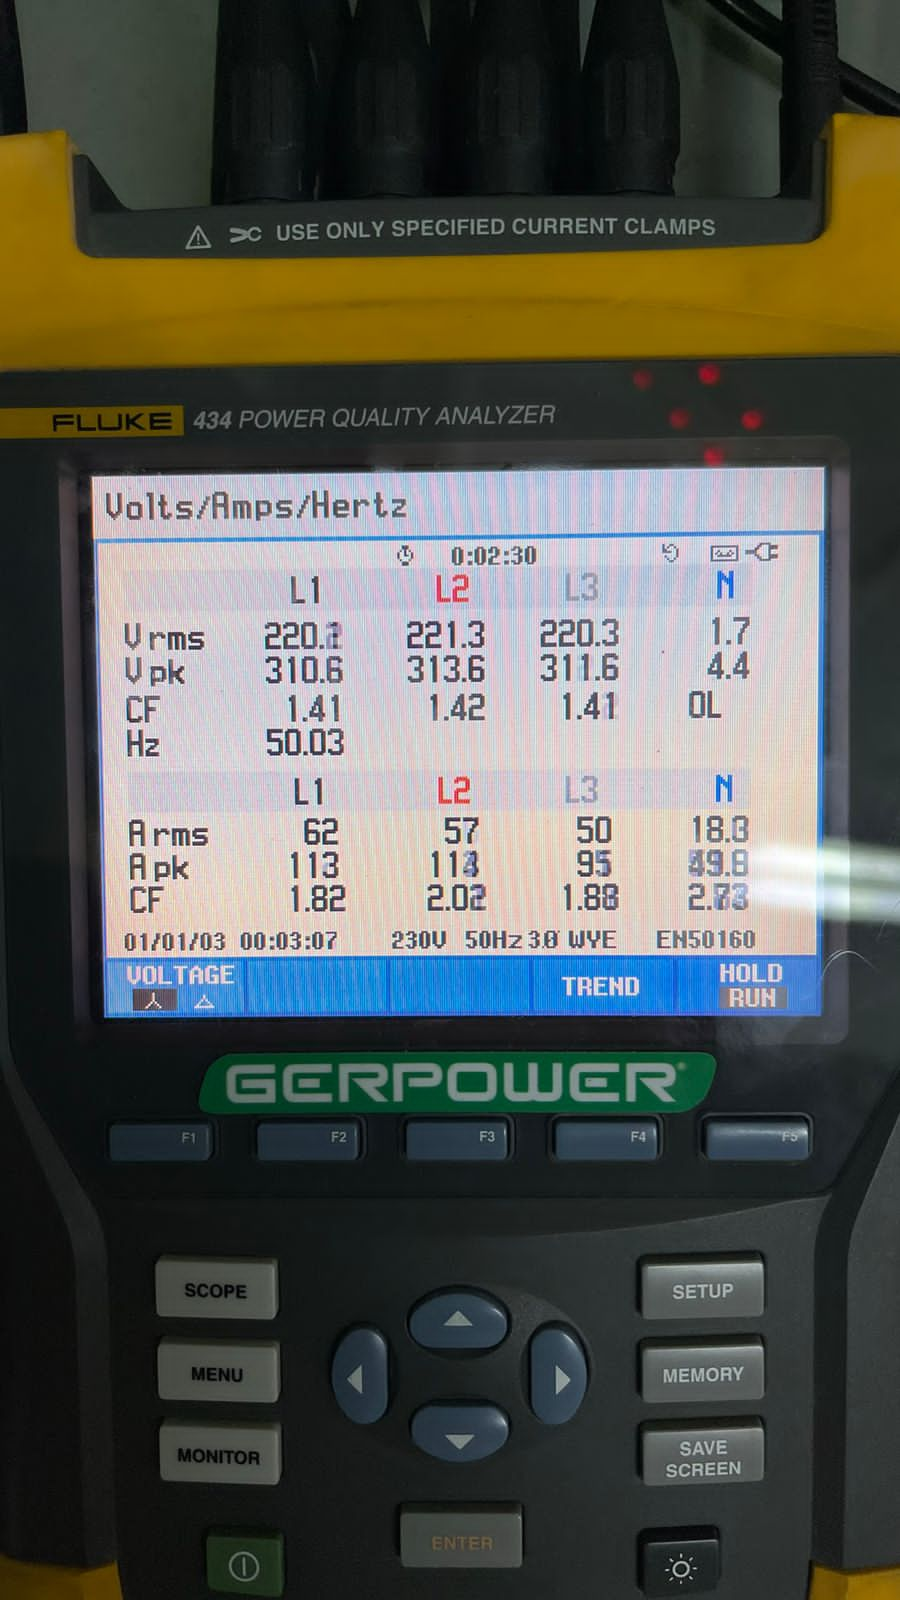 USE ONLY SPECIFIED CURRENT CLAMPS
FLUKE 434 POWER QUALITY ANALYZER
Volts/Amps/Hertz
0:02:30
L1 L2 L3 N
Vrms 220. 221.3 220.3 1.7
Vpk 310.6 313.6 311.6 4.4
CF 1.41 1.42 1.41 OL
Hz 50.03
L1 L2 L3 N
Arms 62 57 50
Apk 113 95
CF 1.82 2.02 1.88
01/01/03 00:03:07 230V 50Hz 3Ø WYE EN50160
VOLTAGE TREND HOLD
RUN
GERPOWER
F1 F2 F3 F4 F5
SCOPE SETUP
MENU MEMORY
MONITOR SAVE SCREEN
ENTER